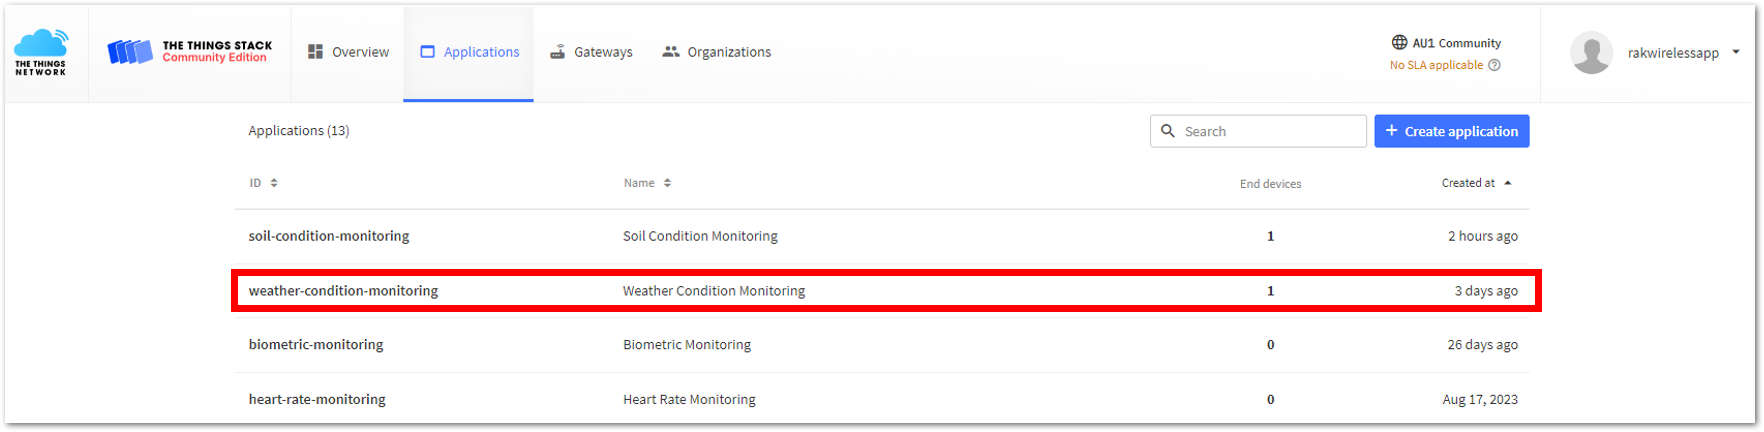 THE THINGS
NETWORK
THE THINGS STACK
Community Edition
Overview
Applications
Gateways
Organizations
AU1 Community
No SLA applicable
rakwirelessapp
Applications (13)
Search
+ Create application
ID Name End devices Created at
soil-condition-monitoring Soil Condition Monitoring 1 2 hours ago
weather-condition-monitoring Weather Condition Monitoring 1 3 days ago
biometric-monitoring Biometric Monitoring 0 26 days ago
heart-rate-monitoring Heart Rate Monitoring 0 Aug 17, 2023